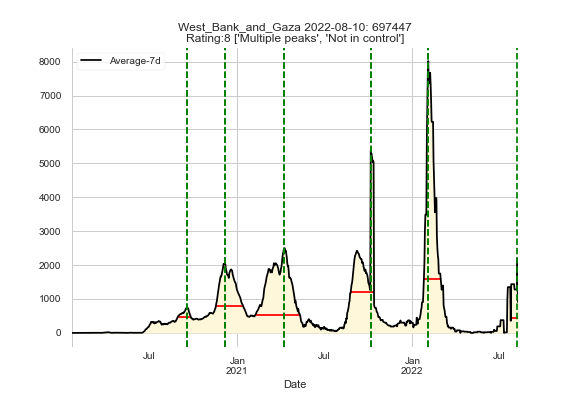 West_Bank_and_Gaza 2022-08-10: 697447
Rating:8 ['Multiple peaks', 'Not in control']
Average-7d
8000
7000
6000
5000
4000
3000
2000
1000
0
Jul
Jan
2021
Jul
Jan
2022
Jul
Date